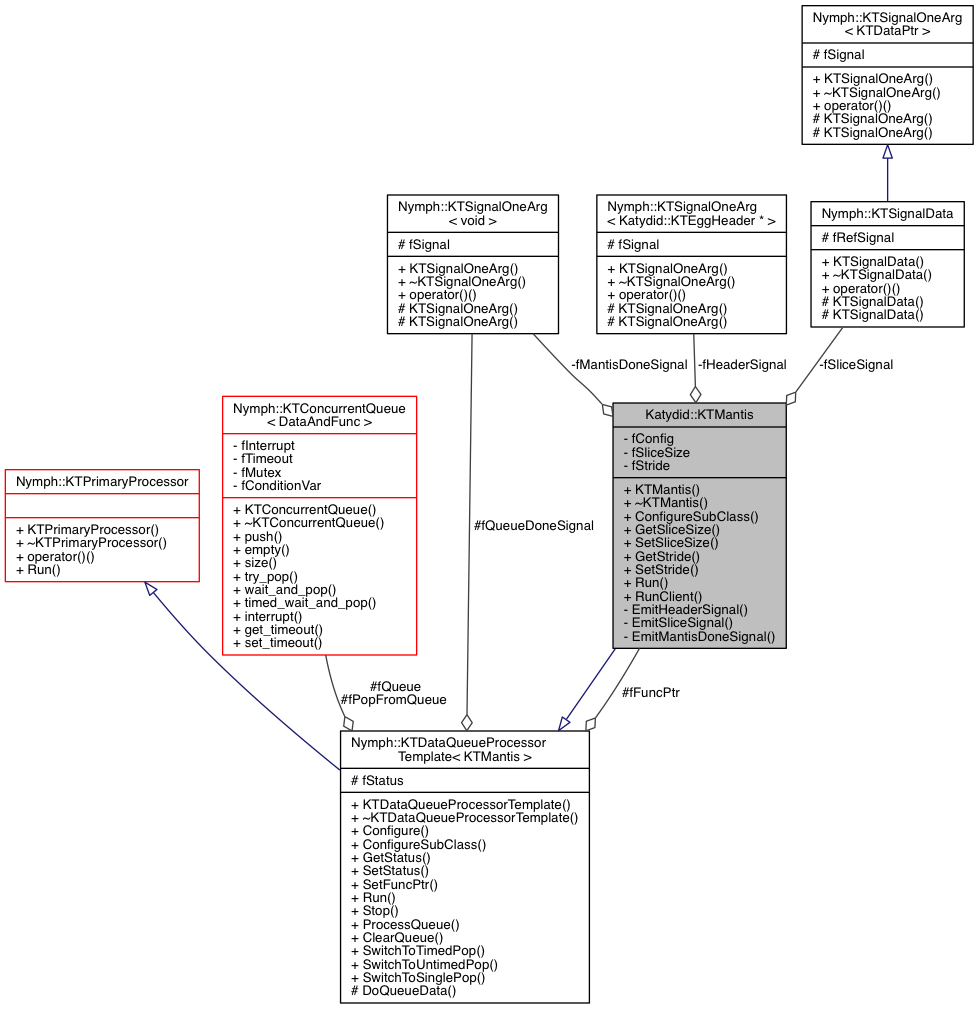 Nymph::KTSignalOneArg
< KTDataPtr >
# fSignal
+ KTSignalOneArg()
+ ~KTSignalOneArg()
+ operator()()
# KTSignalOneArg()
# KTSignalOneArg()
Nymph::KTSignalOneArg
< void >
# fSignal
+ KTSignalOneArg()
+ ~KTSignalOneArg()
+ operator()()
# KTSignalOneArg()
# KTSignalOneArg()
Nymph::KTSignalOneArg
< Katydid::KTEggHeader * >
# fSignal
+ KTSignalOneArg()
+ ~KTSignalOneArg()
+ operator()()
# KTSignalOneArg()
# KTSignalOneArg()
Nymph::KTSignalData
# fRefSignal
+ KTSignalData()
+ ~KTSignalData()
+ operator()()
# KTSignalData()
# KTSignalData()
-fMantisDoneSignal
-fHeaderSignal
-fSliceSignal
Nymph::KTPrimaryProcessor
+ KTPrimaryProcessor()
+ ~KTPrimaryProcessor()
+ operator()()
+ Run()
Nymph::KTConcurrentQueue
< DataAndFunc >
- fInterrupt
- fTimeout
- fMutex
- fConditionVar
+ KTConcurrentQueue()
+ ~KTConcurrentQueue()
+ push()
+ empty()
+ size()
+ try_pop()
+ wait_and_pop()
+ timed_wait_and_pop()
+ interrupt()
+ get_timeout()
+ set_timeout()
#fQueueDoneSignal
Katydid::KTMantis
- fConfig
- fSliceSize
- fStride
+ KTMantis()
+ ~KTMantis()
+ ConfigureSubClass()
+ GetSliceSize()
+ SetSliceSize()
+ GetStride()
+ SetStride()
+ Run()
+ RunClient()
- EmitHeaderSignal()
- EmitSliceSignal()
- EmitMantisDoneSignal()
#fQueue
#fPopFromQueue
#fFuncPtr
Nymph::KTDataQueueProcessor
Template< KTMantis >
# fStatus
+ KTDataQueueProcessorTemplate()
+ ~KTDataQueueProcessorTemplate()
+ Configure()
+ ConfigureSubClass()
+ GetStatus()
+ SetStatus()
+ SetFuncPtr()
+ Run()
+ Stop()
+ ProcessQueue()
+ ClearQueue()
+ SwitchToTimedPop()
+ SwitchToUntimedPop()
+ SwitchToSinglePop()
# DoQueueData()